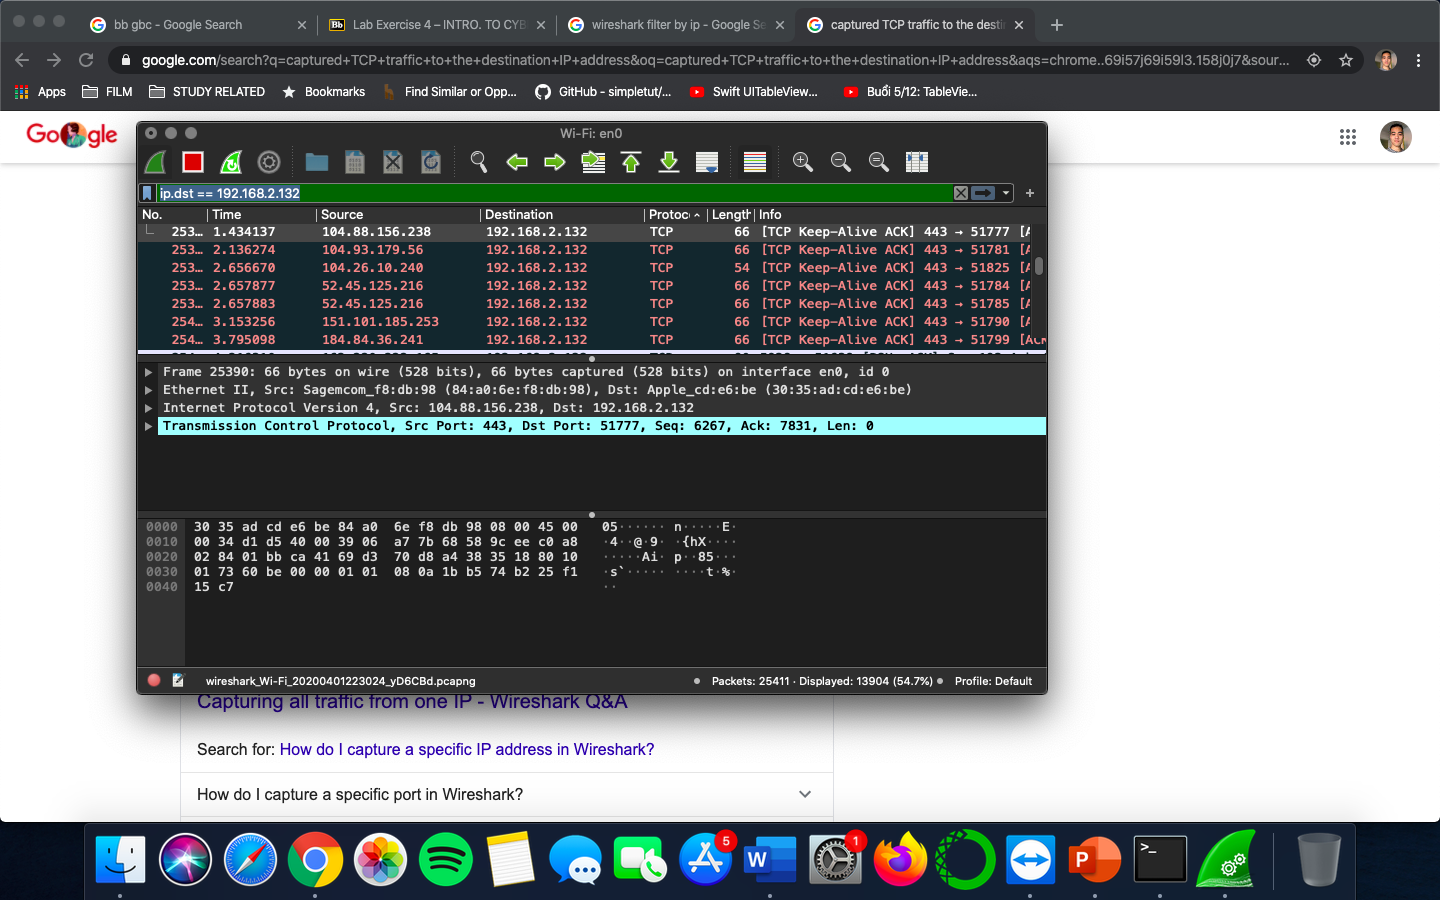 bb gbc - Google Search
Lab Exercise 4 – INTRO. TO CYB
wireshark filter by ip - Google Se
captured TCP traffic to the desti
google.com/search?q=captured+TCP+traffic+to+the+destination+IP+address&oq=captured+TCP+traffic+to+the+destination+IP+address&aqs=chrome..69i57j69i59l3.158j0j7&sour...
Apps
FILM
STUDY RELATED
Bookmarks
Find Similar or Opp...
GitHub - simpletut/...
Swift UITableView...
Buổi 5/12: TableVie...
Google
Wi-Fi: en0
ip.dst == 192.168.2.132
No. Time Source Destination Protoc Length Info
253… 1.434137 104.88.156.238 192.168.2.132 TCP 66 [TCP Keep-Alive ACK] 443 → 51777 [A
253… 2.136274 104.93.179.56 192.168.2.132 TCP 66 [TCP Keep-Alive ACK] 443 → 51781 [A
253… 2.656670 104.26.10.240 192.168.2.132 TCP 54 [TCP Keep-Alive ACK] 443 → 51825 [A
253… 2.657877 52.45.125.216 192.168.2.132 TCP 66 [TCP Keep-Alive ACK] 443 → 51784 [A
253… 2.657883 52.45.125.216 192.168.2.132 TCP 66 [TCP Keep-Alive ACK] 443 → 51785 [A
254… 3.153256 151.101.185.253 192.168.2.132 TCP 66 [TCP Keep-Alive ACK] 443 → 51790 [A
254… 3.795098 184.84.36.241 192.168.2.132 TCP 66 [TCP Keep-Alive ACK] 443 → 51799 [ACK
Frame 25390: 66 bytes on wire (528 bits), 66 bytes captured (528 bits) on interface en0, id 0
Ethernet II, Src: Sagemcom_f8:db:98 (84:a0:6e:f8:db:98), Dst: Apple_cd:e6:be (30:35:ad:cd:e6:be)
Internet Protocol Version 4, Src: 104.88.156.238, Dst: 192.168.2.132
Transmission Control Protocol, Src Port: 443, Dst Port: 51777, Seq: 6267, Ack: 7831, Len: 0
0000 30 35 ad cd e6 be 84 a0 6e f8 db 98 08 00 45 00 05······ n·····E·
0010 00 34 d1 d5 40 00 39 06 a7 7b 68 58 9c ee c0 a8 ·4··@·9· ·{hX····
0020 02 84 01 bb ca 41 69 d3 70 d8 a4 38 35 18 80 10 ·····Ai· p··85···
0030 01 73 60 be 00 00 01 01 08 0a 1b b5 74 b2 25 f1 ·s`····· ····t·%·
0040 15 c7 ··
wireshark_Wi-Fi_20200401223024_yD6CBd.pcapng
Packets: 25411 · Displayed: 13904 (54.7%)
Profile: Default
Capturing all traffic from one IP - Wireshark Q&A
Search for: How do I capture a specific IP address in Wireshark?
How do I capture a specific port in Wireshark?
5
1
W
P
>_